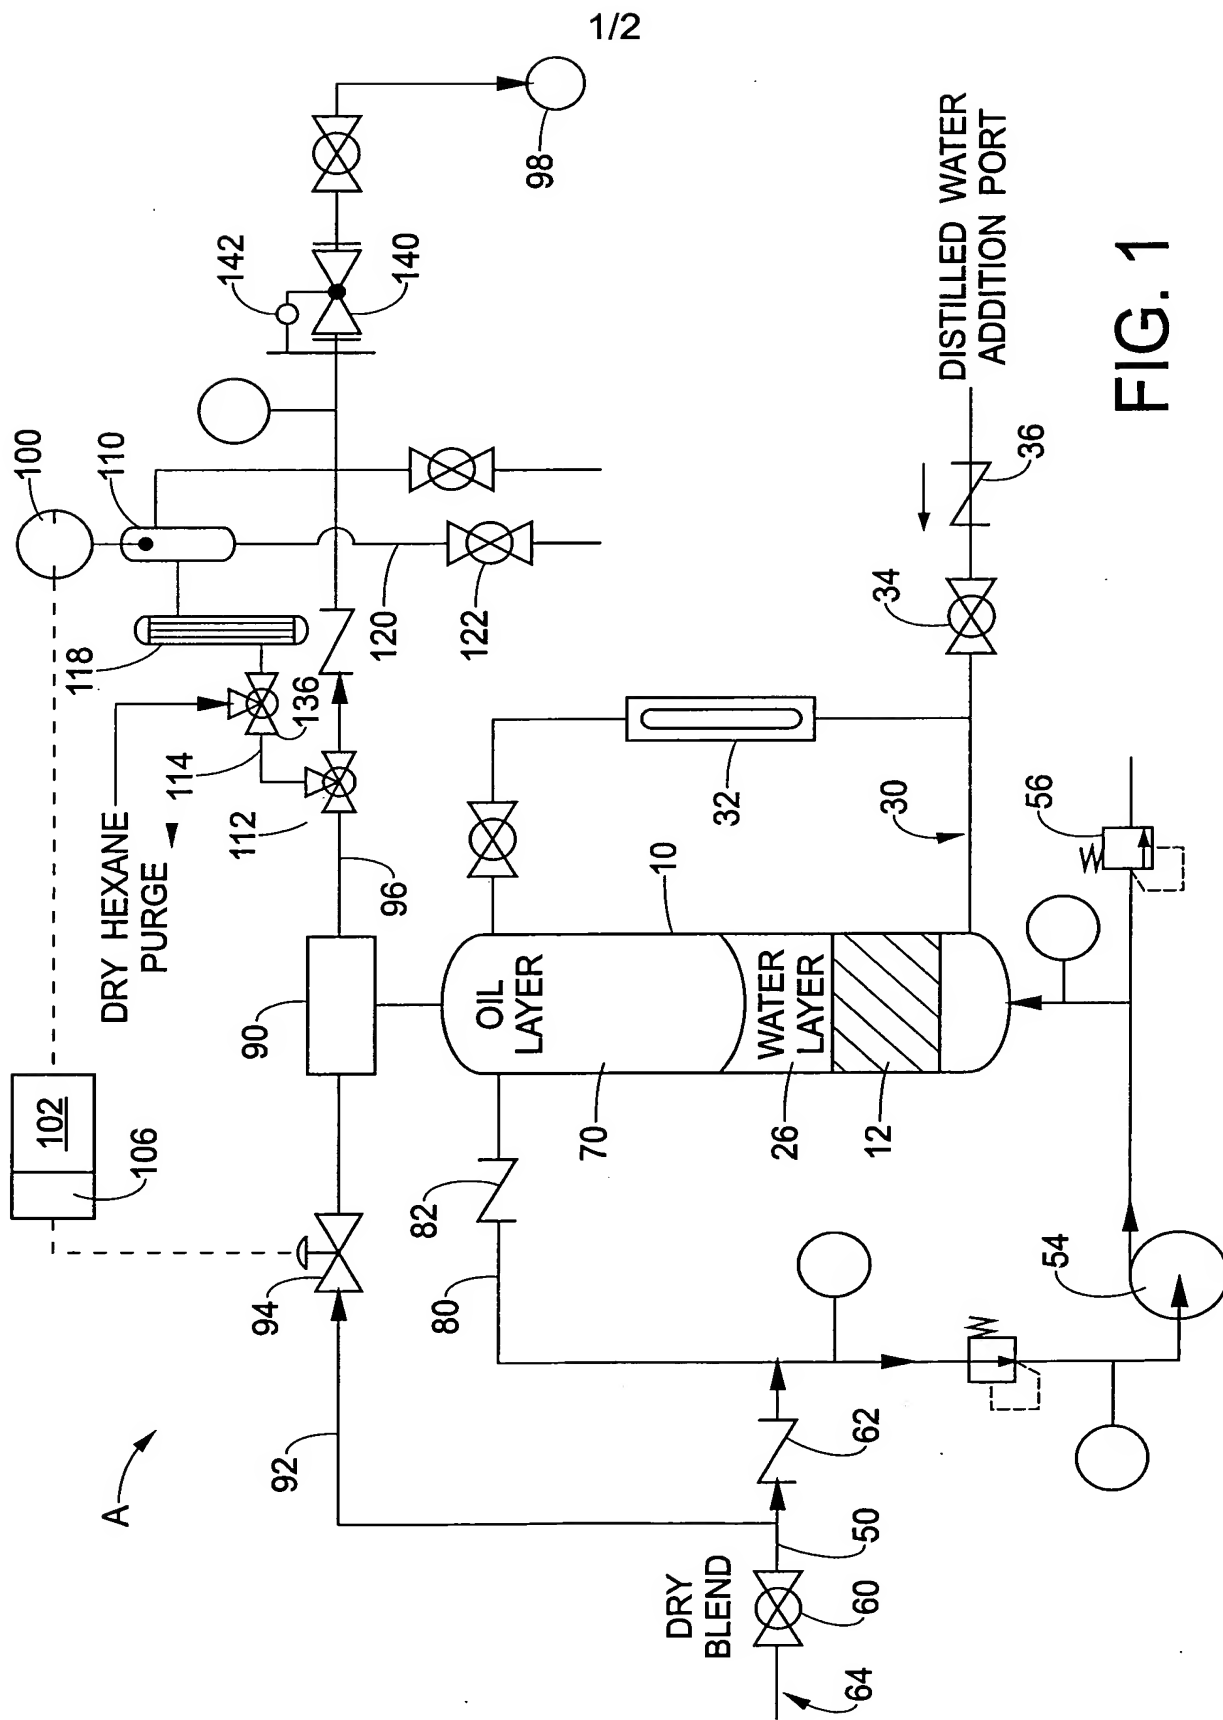 1/2
98
142
140
100
110
118
136
114
112
120
122
DRY HEXANE
PURGE
96
90
102
106
94
92
A
OIL
LAYER
WATER
LAYER
10
70
26
12
32
30
34
36
DISTILLED WATER
ADDITION PORT
56
54
82
80
62
50
60
64
DRY
BLEND
FIG. 1